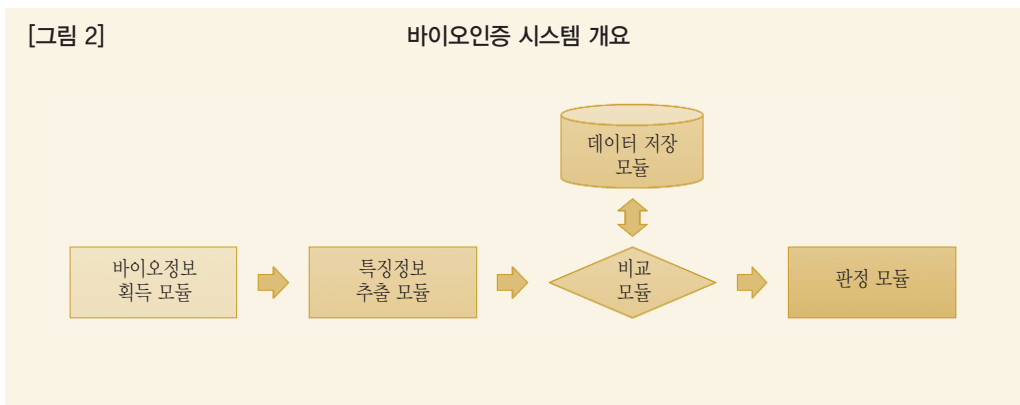 [그림 2]
바이오인증 시스템 개요
데이터 저장
모듈
바이오정보
획득 모듈
특징정보
추출 모듈
비교
모듈
판정 모듈